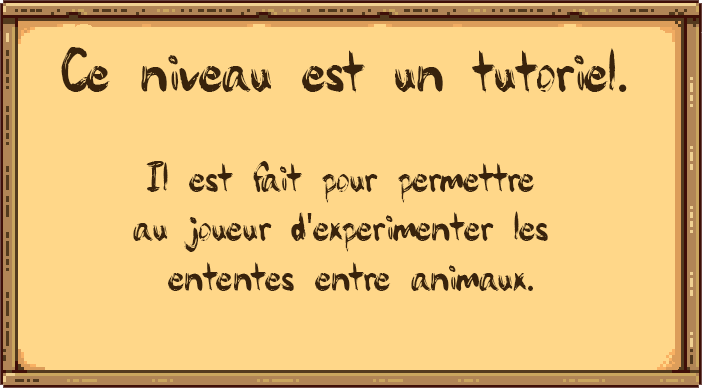 Ce niveau est un tutoriel.
Il est fait pour permettre
au joueur d'experimenter les
ententes entre animaux.